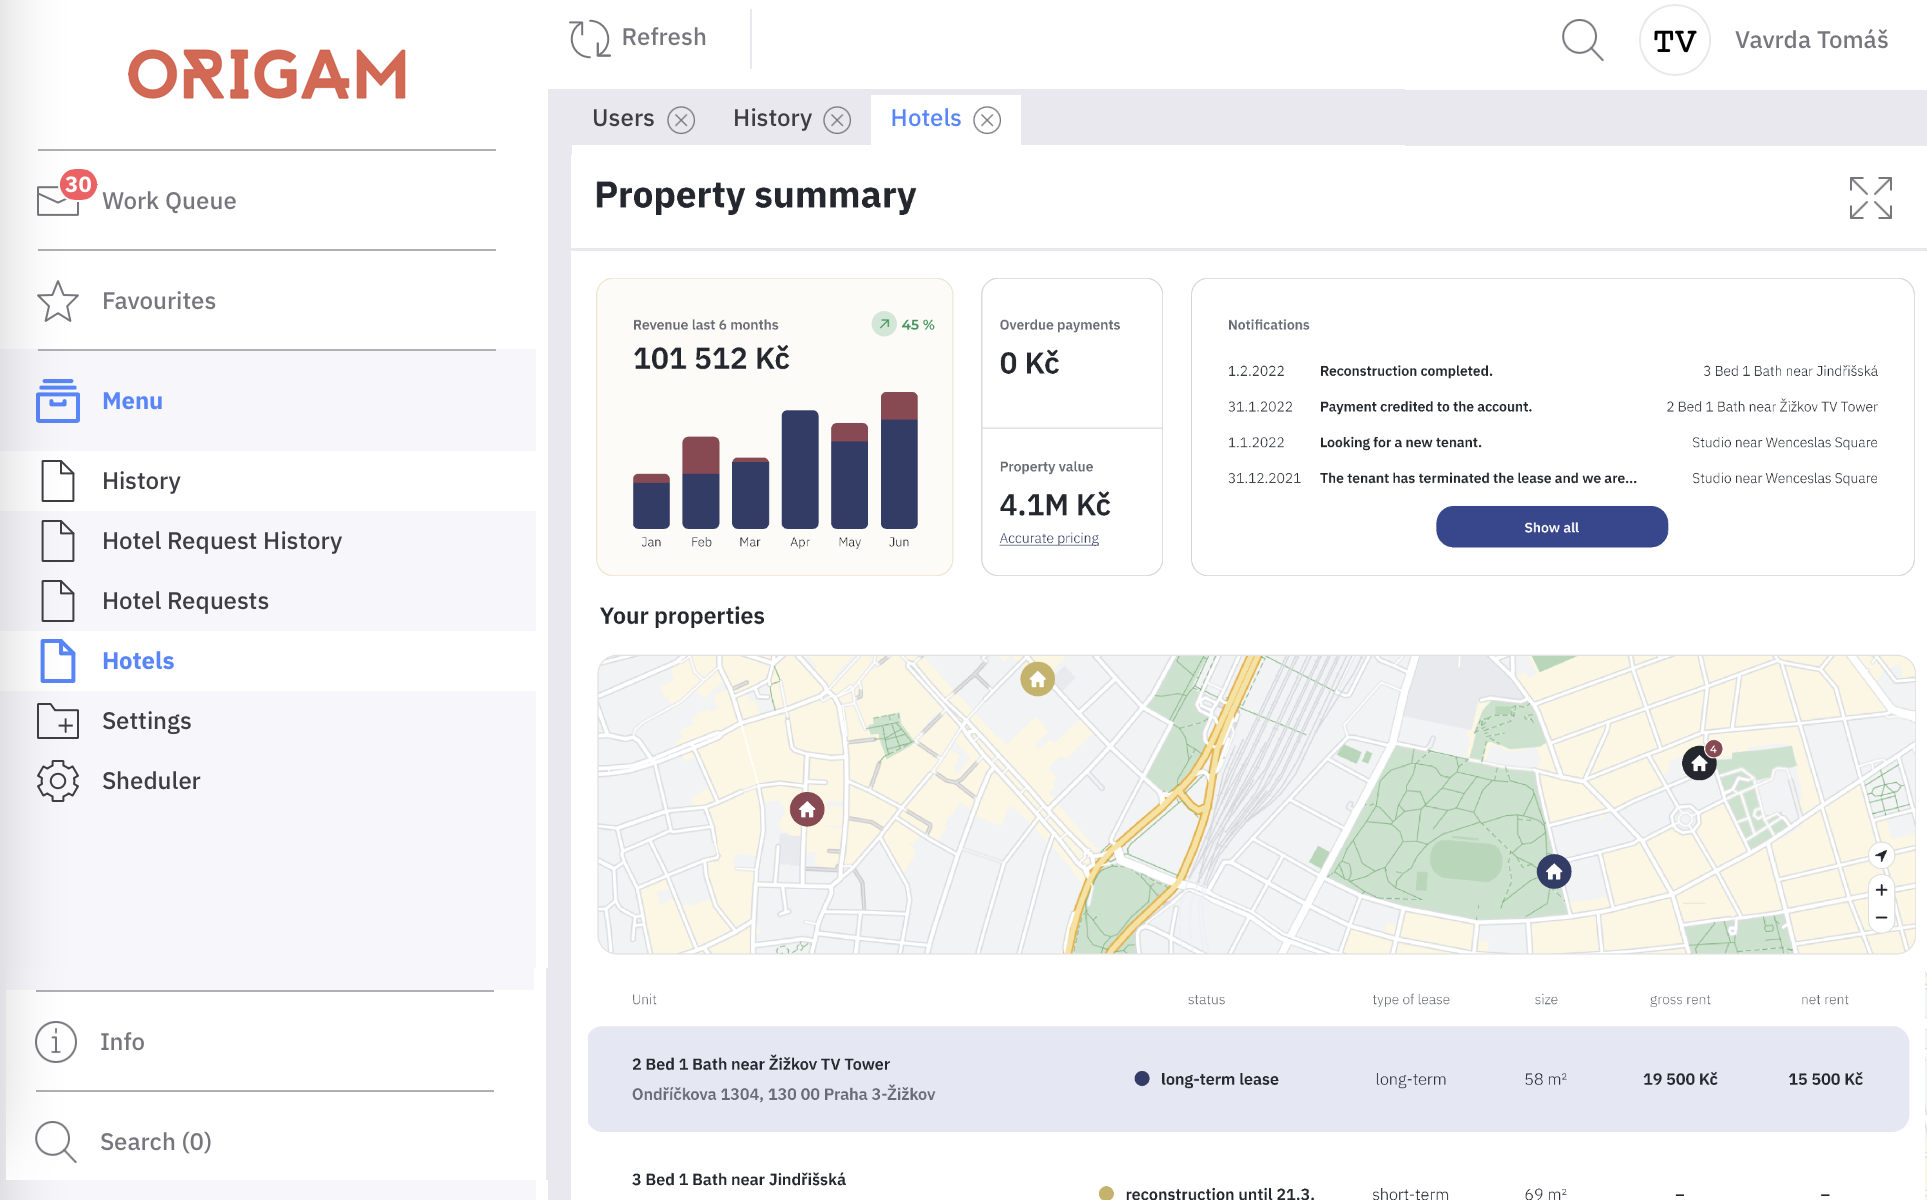 ORIGAM
30
Work Queue
Favourites
Menu
History
Hotel Request History
Hotel Requests
Hotels
Settings
Sheduler
Info
Search (0)
Refresh
TV
Vavrda Tomáš
Users
History
Hotels
Property summary
Revenue last 6 months
45 %
101 512 Kč
Jan Feb Mar Apr May Jun
Overdue payments
0 Kč
Property value
4.1M Kč
Accurate pricing
Notifications
1.2.2022 Reconstruction completed. 3 Bed 1 Bath near Jindřišská
31.1.2022 Payment credited to the account. 2 Bed 1 Bath near Žižkov TV Tower
1.1.2022 Looking for a new tenant. Studio near Wenceslas Square
31.12.2021 The tenant has terminated the lease and we are... Studio near Wenceslas Square
Show all
Your properties
4
+
−
Unit status type of lease size gross rent net rent
2 Bed 1 Bath near Žižkov TV Tower
Ondříčkova 1304, 130 00 Praha 3-Žižkov
long-term lease long-term 58 m² 19 500 Kč 15 500 Kč
3 Bed 1 Bath near Jindřišská
reconstruction until 21.3. short-term 69 m² – –